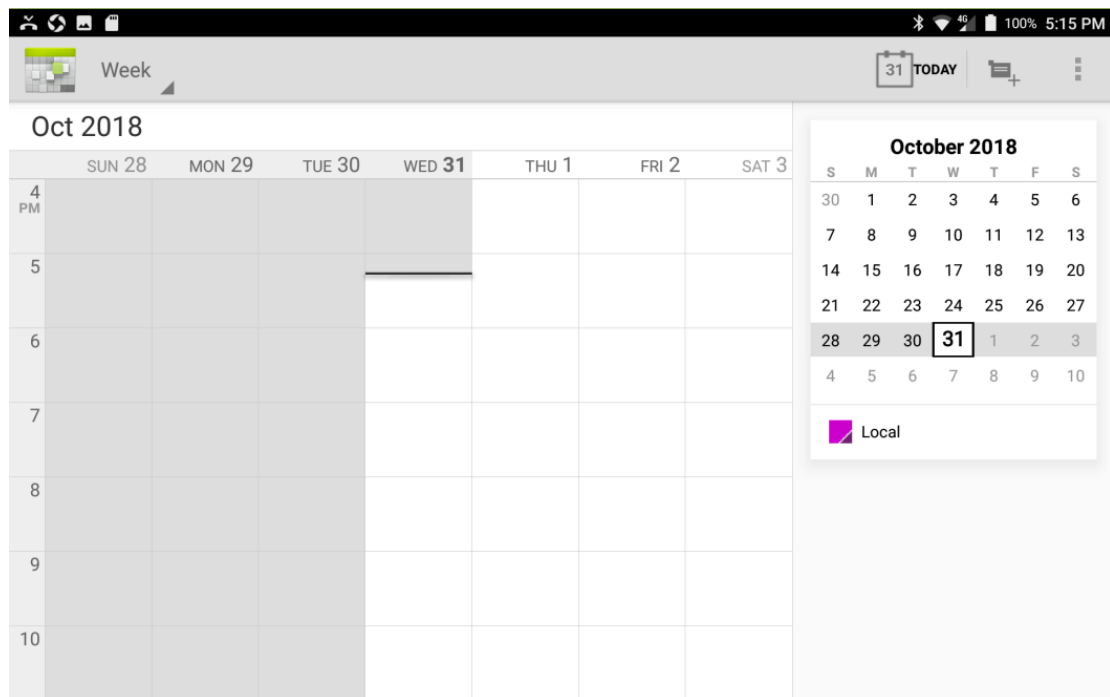 4G 100% 5:15 PM
Week 31 TODAY
Oct 2018
SUN 28 MON 29 TUE 30 WED 31 THU 1 FRI 2 SAT 3
4
PM
5
6
7
8
9
10
October 2018
S M T W T F S
30 1 2 3 4 5 6
7 8 9 10 11 12 13
14 15 16 17 18 19 20
21 22 23 24 25 26 27
28 29 30 31 1 2 3
4 5 6 7 8 9 10
Local